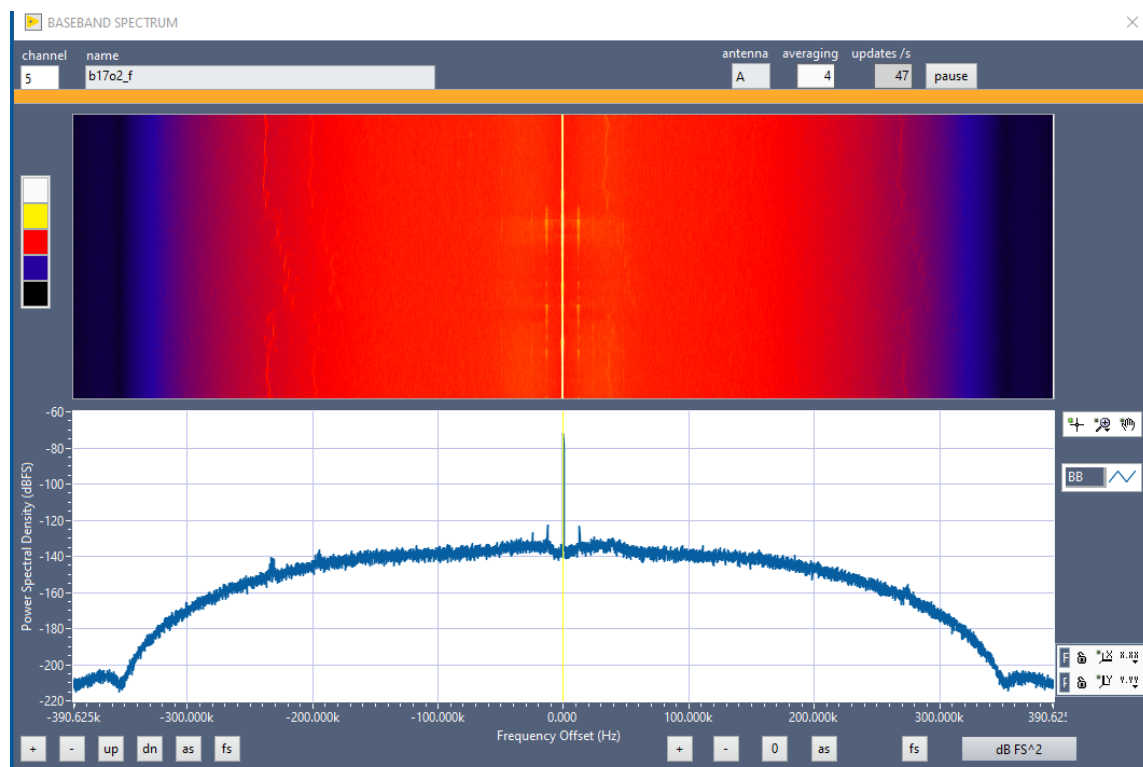 BASEBAND SPECTRUM
channel name antenna averaging updates /s
5 b17o2_f A 4 47 pause
-60
-80
-100
-120
-140
-160
-180
-200
-220
Power Spectral Density (dBFS)
BB
-390.625k -300.000k -200.000k -100.000k 0.000 100.000k 200.000k 300.000k 390.625
Frequency Offset (Hz)
+ - up dn as fs + - 0 as fs dB FS^2